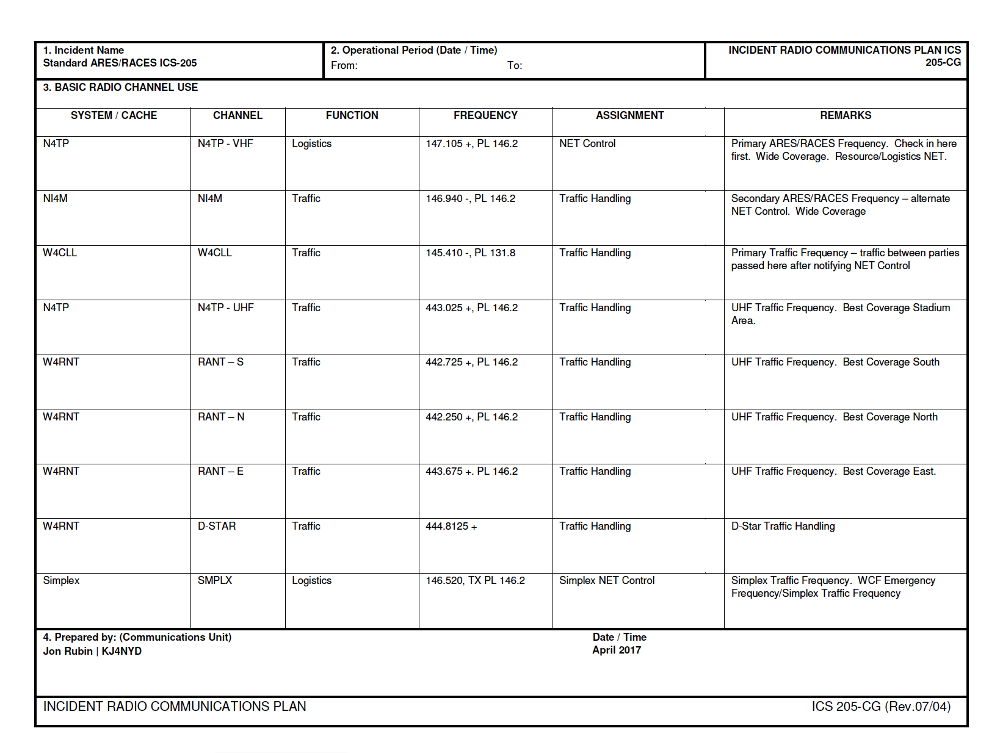 1. Incident Name
Standard ARES/RACES ICS-205
2. Operational Period (Date / Time)
From: To:
INCIDENT RADIO COMMUNICATIONS PLAN ICS
205-CG
3. BASIC RADIO CHANNEL USE
SYSTEM / CACHE CHANNEL FUNCTION FREQUENCY ASSIGNMENT REMARKS
N4TP N4TP - VHF Logistics 147.105 +, PL 146.2 NET Control Primary ARES/RACES Frequency. Check in here
first. Wide Coverage. Resource/Logistics NET.
NI4M NI4M Traffic 146.940 -, PL 146.2 Traffic Handling Secondary ARES/RACES Frequency – alternate
NET Control. Wide Coverage
W4CLL W4CLL Traffic 145.410 -, PL 131.8 Traffic Handling Primary Traffic Frequency – traffic between parties
passed here after notifying NET Control
N4TP N4TP - UHF Traffic 443.025 +, PL 146.2 Traffic Handling UHF Traffic Frequency. Best Coverage Stadium
Area.
W4RNT RANT – S Traffic 442.725 +, PL 146.2 Traffic Handling UHF Traffic Frequency. Best Coverage South
W4RNT RANT – N Traffic 442.250 +, PL 146.2 Traffic Handling UHF Traffic Frequency. Best Coverage North
W4RNT RANT – E Traffic 443.675 +. PL 146.2 Traffic Handling UHF Traffic Frequency. Best Coverage East.
W4RNT D-STAR Traffic 444.8125 + Traffic Handling D-Star Traffic Handling
Simplex SMPLX Logistics 146.520, TX PL 146.2 Simplex NET Control Simplex Traffic Frequency. WCF Emergency
Frequency/Simplex Traffic Frequency
4. Prepared by: (Communications Unit) Date / Time
Jon Rubin | KJ4NYD April 2017
INCIDENT RADIO COMMUNICATIONS PLAN ICS 205-CG (Rev.07/04)